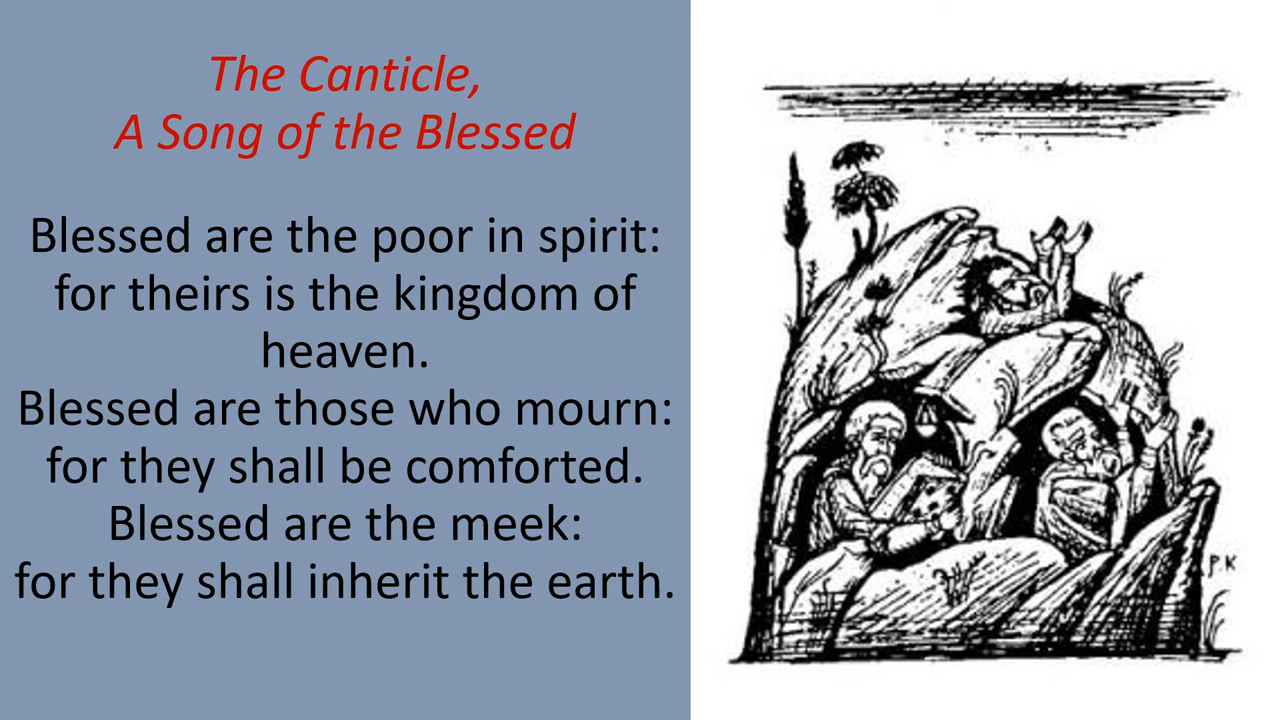 The Canticle,
A Song of the Blessed
Blessed are the poor in spirit:
for theirs is the kingdom of
heaven.
Blessed are those who mourn:
for they shall be comforted.
Blessed are the meek:
for they shall inherit the earth.
P.K